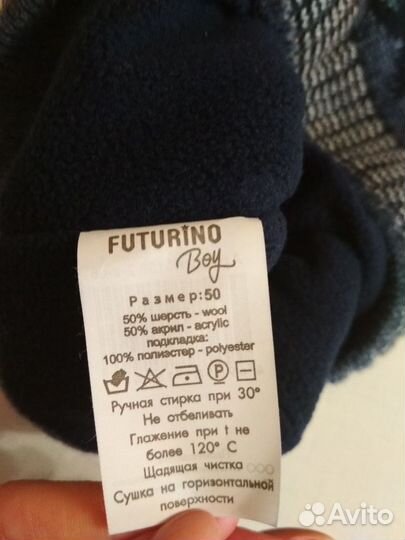 FUTURINO
Boy
Размер:50
50% шерсть - wool
50% акрил - acrylic
подкладка:
100% полиэстер - polyester
P
Ручная стирка при 30°
Не отбеливать
Глажение при t не
более 120° С
Щадящая чистка
Сушка на горизонтальной
поверхности
Avito